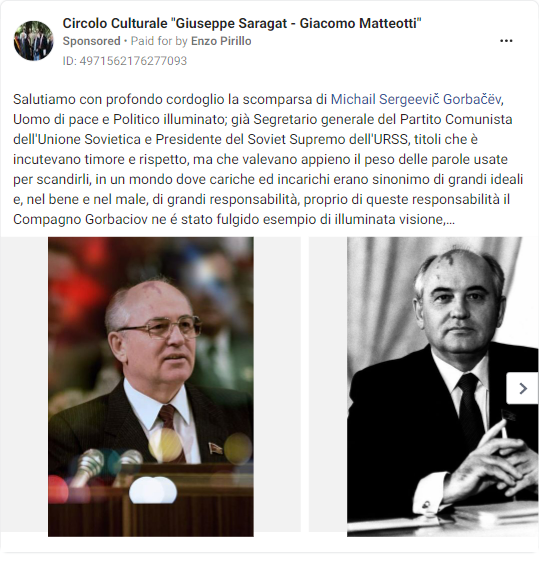 Circolo Culturale "Giuseppe Saragat - Giacomo Matteotti"
Sponsored • Paid for by Enzo Pirillo
ID: 4971562176277093
Salutiamo con profondo cordoglio la scomparsa di Michail Sergeevič Gorbačëv,
Uomo di pace e Politico illuminato; già Segretario generale del Partito Comunista
dell'Unione Sovietica e Presidente del Soviet Supremo dell'URSS, titoli che è
incutevano timore e rispetto, ma che valevano appieno il peso delle parole usate
per scandirli, in un mondo dove cariche ed incarichi erano sinonimo di grandi ideali
e, nel bene e nel male, di grandi responsabilità, proprio di queste responsabilità il
Compagno Gorbaciov ne é stato fulgido esempio di illuminata visione,...